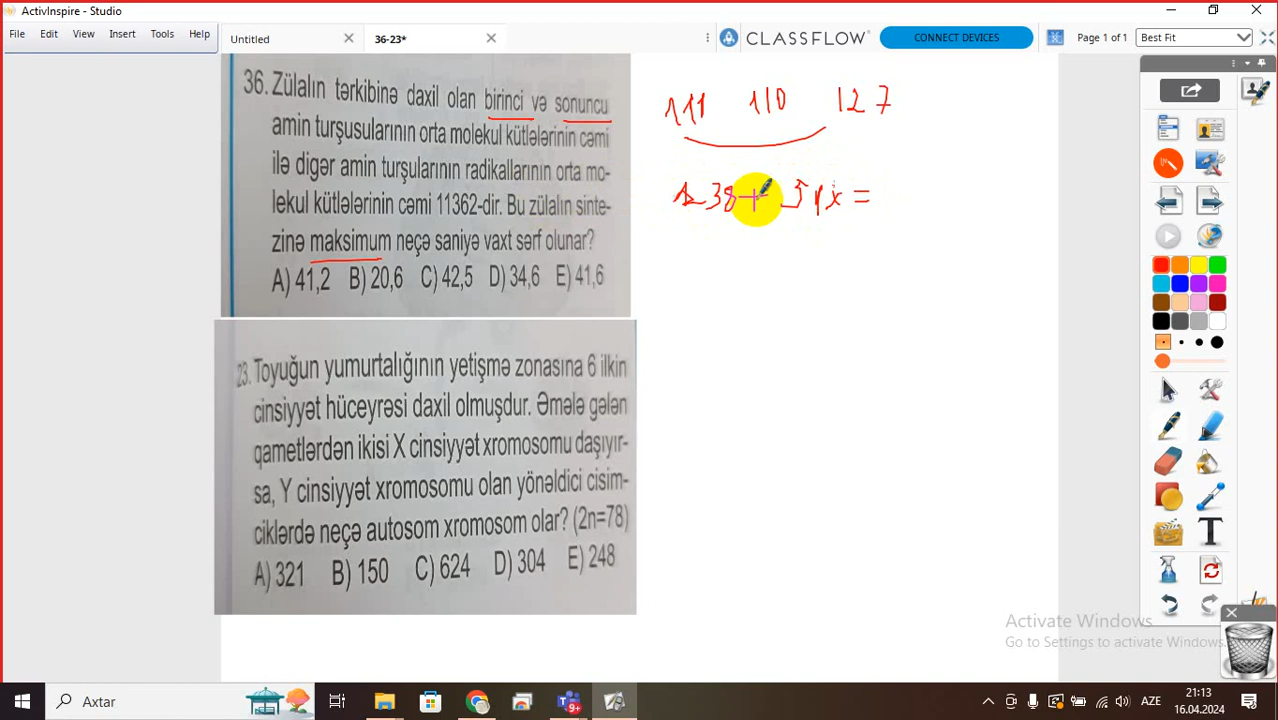 ActivInspire - Studio
File Edit View Insert Tools Help
Untitled
36-23*
CLASSFLOW
CONNECT DEVICES
Page 1 of 1
Best Fit
36. Zülalın tərkibinə daxil olan birinci və sonuncu
amin turşusularının orta molekul kütlələrinin cəmi
ilə digər amin turşularının radikallarının orta mo-
lekul kütlələrinin cəmi 11362-dir. Bu zülalın sinte-
zinə maksimum neçə saniyə vaxt sərf olunar?
A) 41,2 B) 20,6 C) 42,5 D) 34,6 E) 41,6
111 110 127
238+ =
23. Toyuğun yumurtalığının yetişmə zonasına 6 ilkin
cinsiyyət hüceyrəsi daxil olmuşdur. Əmələ gələn
qametlərdən ikisi X cinsiyyət xromosomu daşıyır-
sa, Y cinsiyyət xromosomu olan yönəldici cisim-
ciklərdə neçə autosom xromosom olar? (2n=78)
A) 321 B) 150 C) 624 D) 304 E) 248
Activate Windows
Go to Settings to activate Windows.
Axtar
9+
AZE
21:13
16.04.2024